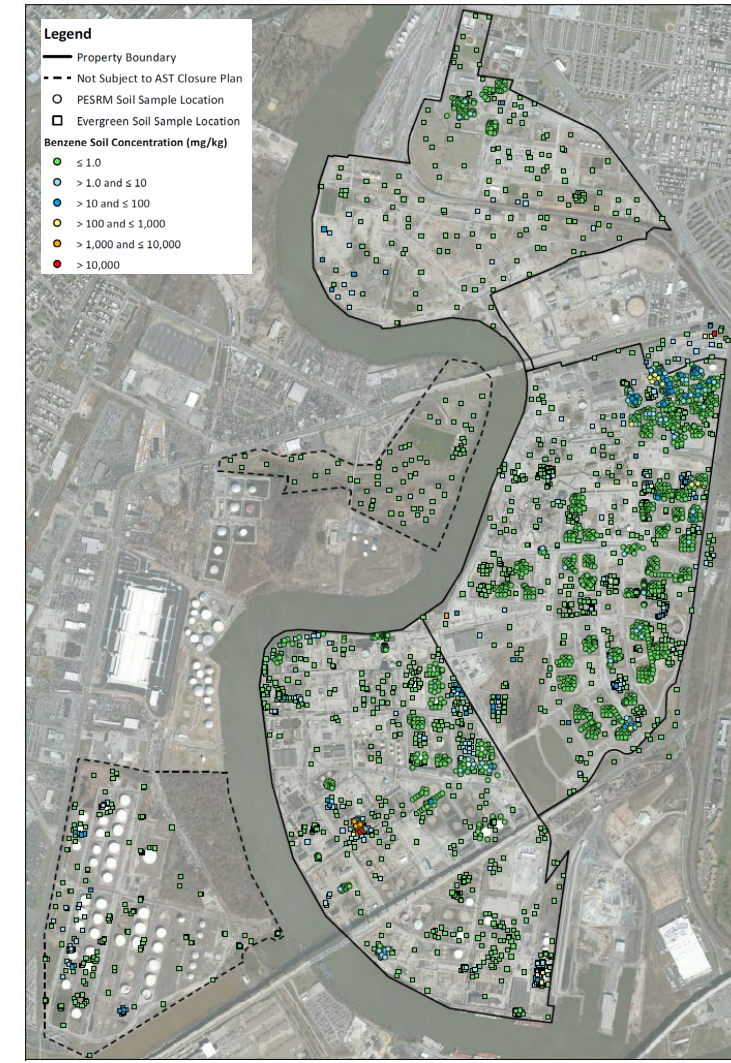 Legend
Property Boundary
Not Subject to AST Closure Plan
PESRM Soil Sample Location
Evergreen Soil Sample Location
Benzene Soil Concentration (mg/kg)
≤ 1.0
> 1.0 and ≤ 10
> 10 and ≤ 100
> 100 and ≤ 1,000
> 1,000 and ≤ 10,000
> 10,000